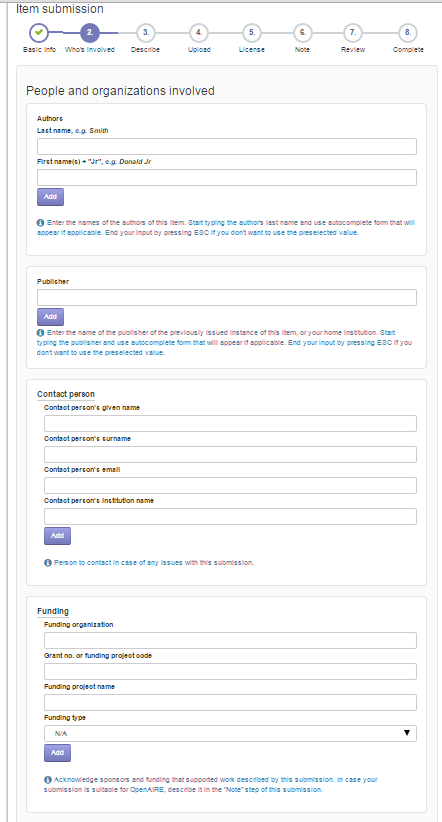 Item submission
2. 3. 4. 5. 6. 7. 8.
Basic Info Who's Involved Describe Upload License Note Review Complete
People and organizations involved
Authors
Last name, e.g. Smith
First name(s) + "Jr", e.g. Donald Jr
Add
Enter the names of the authors of this item. Start typing the author's last name and use autocomplete form that will
appear if applicable. End your input by pressing ESC if you don't want to use the preselected value.
Publisher
Add
Enter the name of the publisher of the previously issued instance of this item, or your home institution. Start
typing the publisher and use autocomplete form that will appear if applicable. End your input by pressing ESC if you
don't want to use the preselected value.
Contact person
Contact person's given name
Contact person's surname
Contact person's email
Contact person's institution name
Add
Person to contact in case of any issues with this submission.
Funding
Funding organization
Grant no. or funding project code
Funding project name
Funding type
N/A
Add
Acknowledge sponsors and funding that supported work described by this submission. In case your
submission is suitable for OpenAIRE, describe it in the "Note" step of this submission.